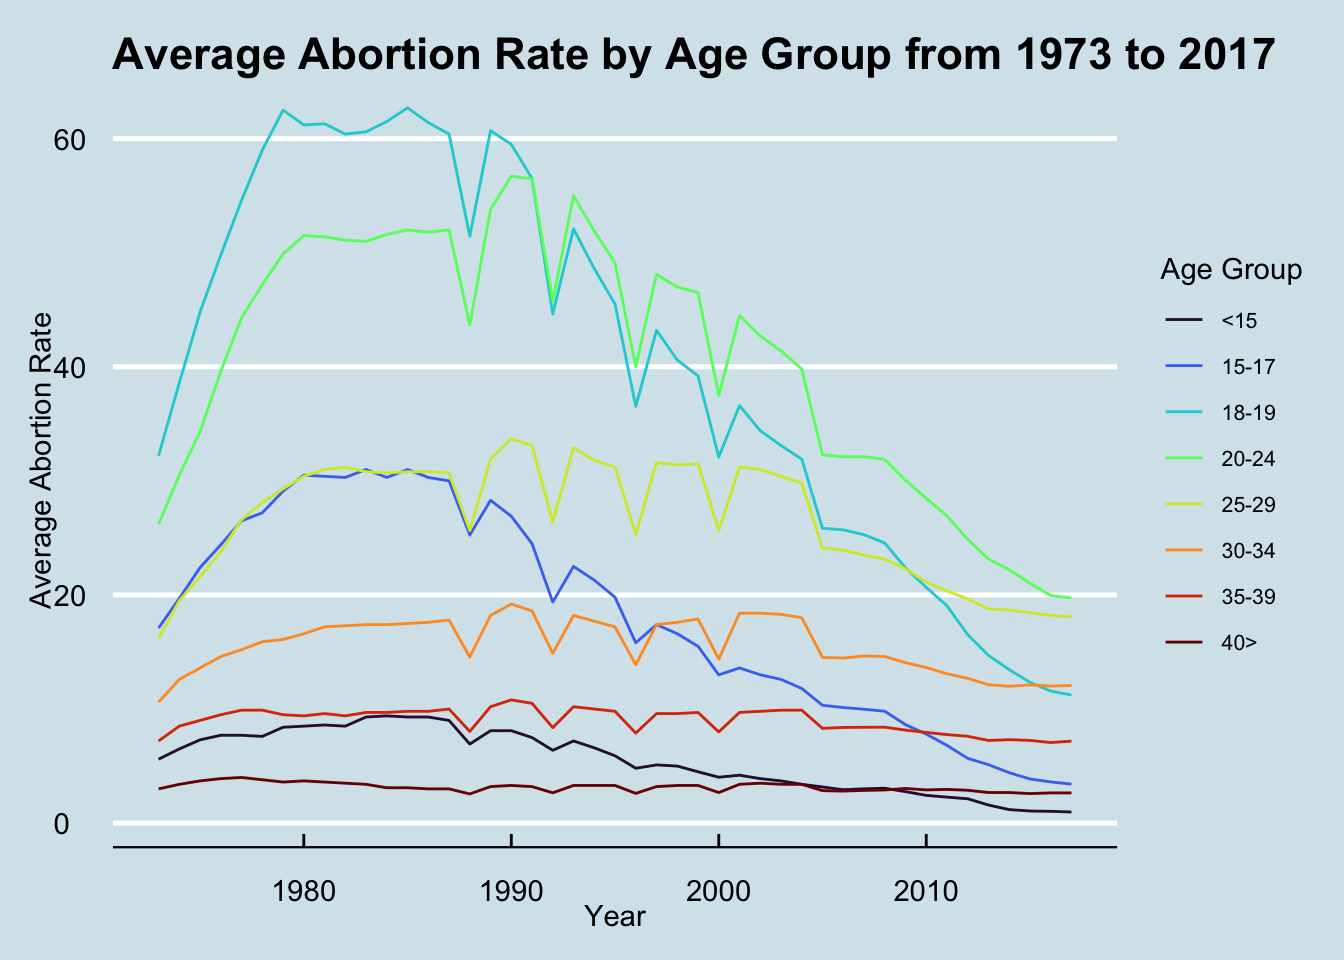 Average Abortion Rate by Age Group from 1973 to 2017
60
40
20
0
Average Abortion Rate
1980 1990 2000 2010
Year
Age Group
<15
15-17
18-19
20-24
25-29
30-34
35-39
40>